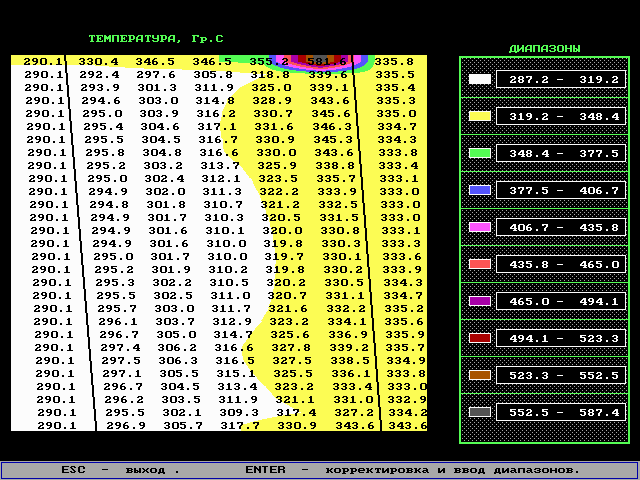 ТЕМПЕРАТУРА, Гр.С
ДИАПАЗОНЫ
290.1 330.4 346.5 346.5 355.2 581.6 335.8
290.1 292.4 297.6 305.8 318.8 339.6 335.5
290.1 293.9 301.3 311.9 325.0 339.1 335.4
290.1 294.6 303.0 314.8 328.9 343.6 335.3
290.1 295.0 303.9 316.2 330.7 345.6 335.0
290.1 295.4 304.6 317.1 331.6 346.3 334.7
290.1 295.5 304.5 316.7 330.9 345.3 334.3
290.1 295.8 304.8 316.6 330.0 343.6 333.8
290.1 295.2 303.2 313.7 325.9 338.8 333.4
290.1 295.0 302.4 312.1 323.5 335.7 333.1
290.1 294.9 302.0 311.3 322.2 333.9 333.0
290.1 294.8 301.8 310.7 321.2 332.5 333.0
290.1 294.9 301.7 310.3 320.5 331.5 333.0
290.1 294.9 301.6 310.1 320.0 330.8 333.1
290.1 294.9 301.6 310.0 319.8 330.3 333.3
290.1 295.0 301.7 310.0 319.7 330.1 333.6
290.1 295.2 301.9 310.2 319.8 330.2 333.9
290.1 295.3 302.2 310.5 320.2 330.5 334.3
290.1 295.5 302.5 311.0 320.7 331.1 334.7
290.1 295.7 303.0 311.7 321.6 332.2 335.2
290.1 296.1 303.7 312.9 323.2 334.1 335.6
290.1 296.7 305.0 314.7 325.6 336.9 335.9
290.1 297.4 306.2 316.6 327.8 339.2 335.7
290.1 297.5 306.3 316.5 327.5 338.5 334.9
290.1 297.1 305.5 315.1 325.5 336.1 333.8
290.1 296.7 304.5 313.4 323.2 333.4 333.0
290.1 296.2 303.5 311.9 321.1 331.0 332.9
290.1 295.5 302.1 309.3 317.4 327.2 334.2
290.1 296.9 305.7 317.7 330.9 343.6 343.6
287.2 - 319.2
319.2 - 348.4
348.4 - 377.5
377.5 - 406.7
406.7 - 435.8
435.8 - 465.0
465.0 - 494.1
494.1 - 523.3
523.3 - 552.5
552.5 - 587.4
ESC - выход . ENTER - корректировка и ввод диапазонов.